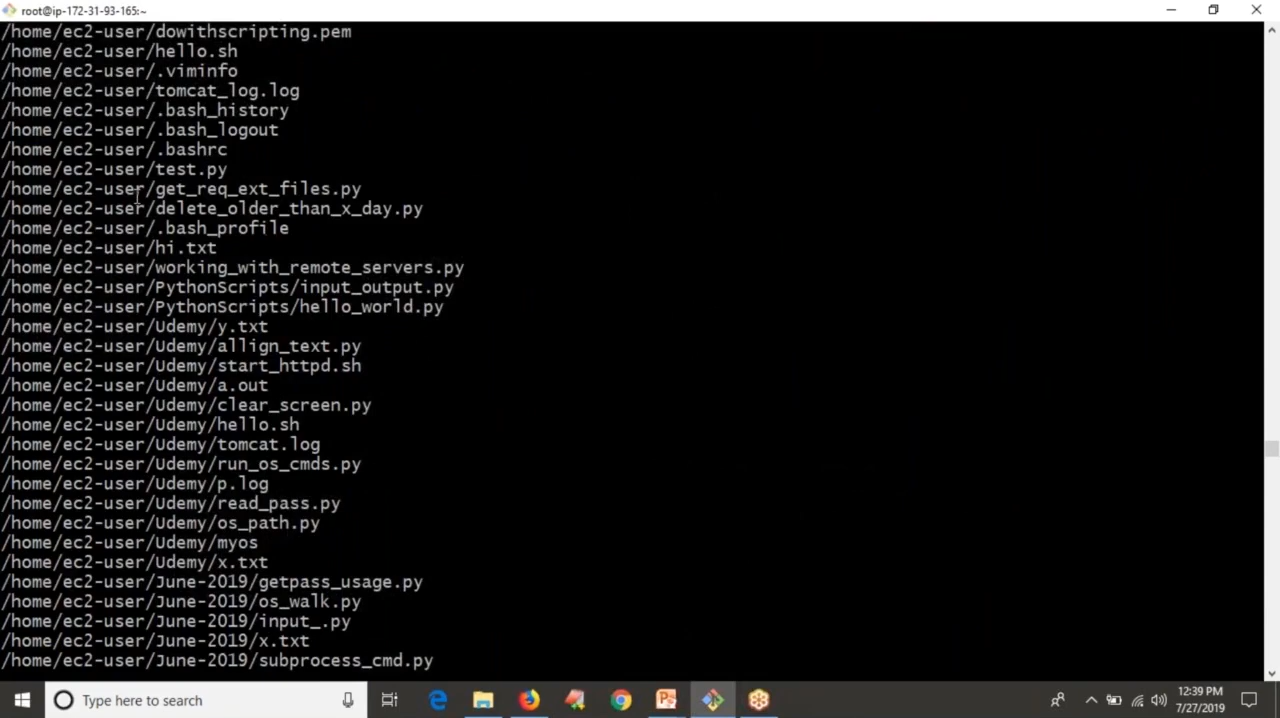 root@ip-172-31-93-165:~
/home/ec2-user/dowithscripting.pem
/home/ec2-user/hello.sh
/home/ec2-user/.viminfo
/home/ec2-user/tomcat_log.log
/home/ec2-user/.bash_history
/home/ec2-user/.bash_logout
/home/ec2-user/.bashrc
/home/ec2-user/test.py
/home/ec2-user/get_req_ext_files.py
/home/ec2-user/delete_older_than_x_day.py
/home/ec2-user/.bash_profile
/home/ec2-user/hi.txt
/home/ec2-user/working_with_remote_servers.py
/home/ec2-user/PythonScripts/input_output.py
/home/ec2-user/PythonScripts/hello_world.py
/home/ec2-user/Udemy/y.txt
/home/ec2-user/Udemy/allign_text.py
/home/ec2-user/Udemy/start_httpd.sh
/home/ec2-user/Udemy/a.out
/home/ec2-user/Udemy/clear_screen.py
/home/ec2-user/Udemy/hello.sh
/home/ec2-user/Udemy/tomcat.log
/home/ec2-user/Udemy/run_os_cmds.py
/home/ec2-user/Udemy/p.log
/home/ec2-user/Udemy/read_pass.py
/home/ec2-user/Udemy/os_path.py
/home/ec2-user/Udemy/myos
/home/ec2-user/Udemy/x.txt
/home/ec2-user/June-2019/getpass_usage.py
/home/ec2-user/June-2019/os_walk.py
/home/ec2-user/June-2019/input_.py
/home/ec2-user/June-2019/x.txt
/home/ec2-user/June-2019/subprocess_cmd.py
Type here to search
12:39 PM
7/27/2019